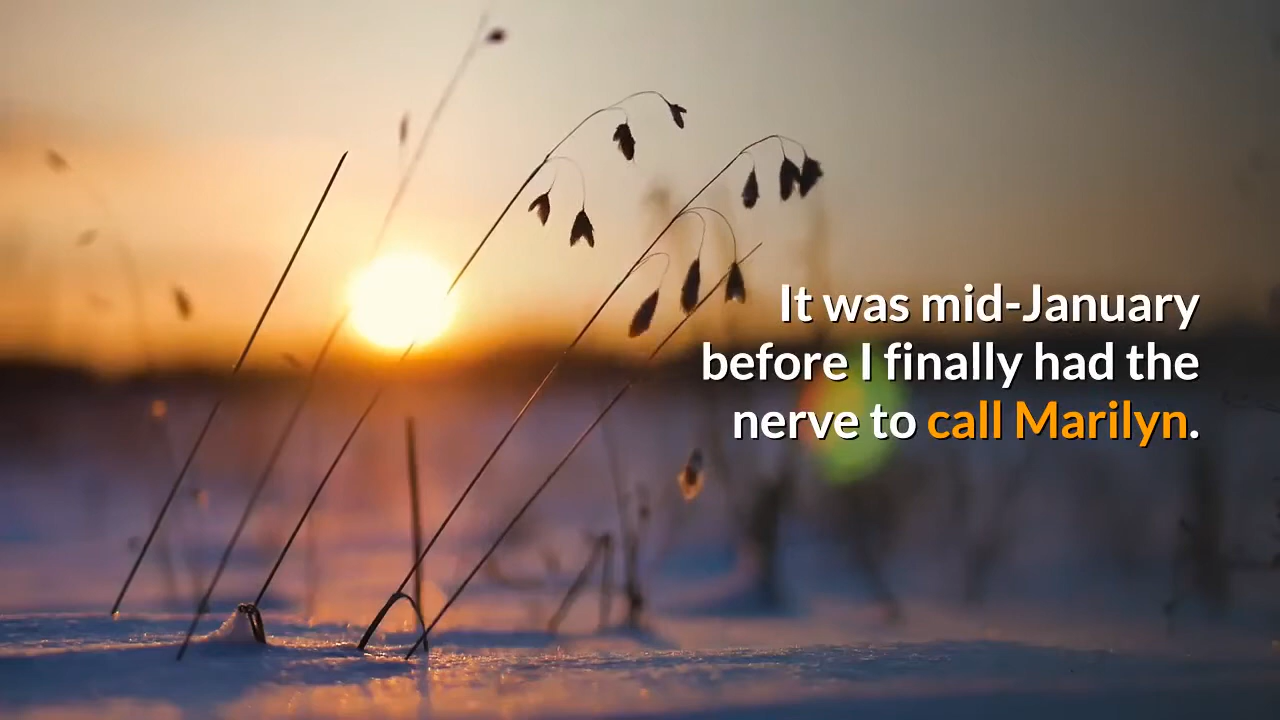 It was mid-January
before I finally had the
nerve to call Marilyn.